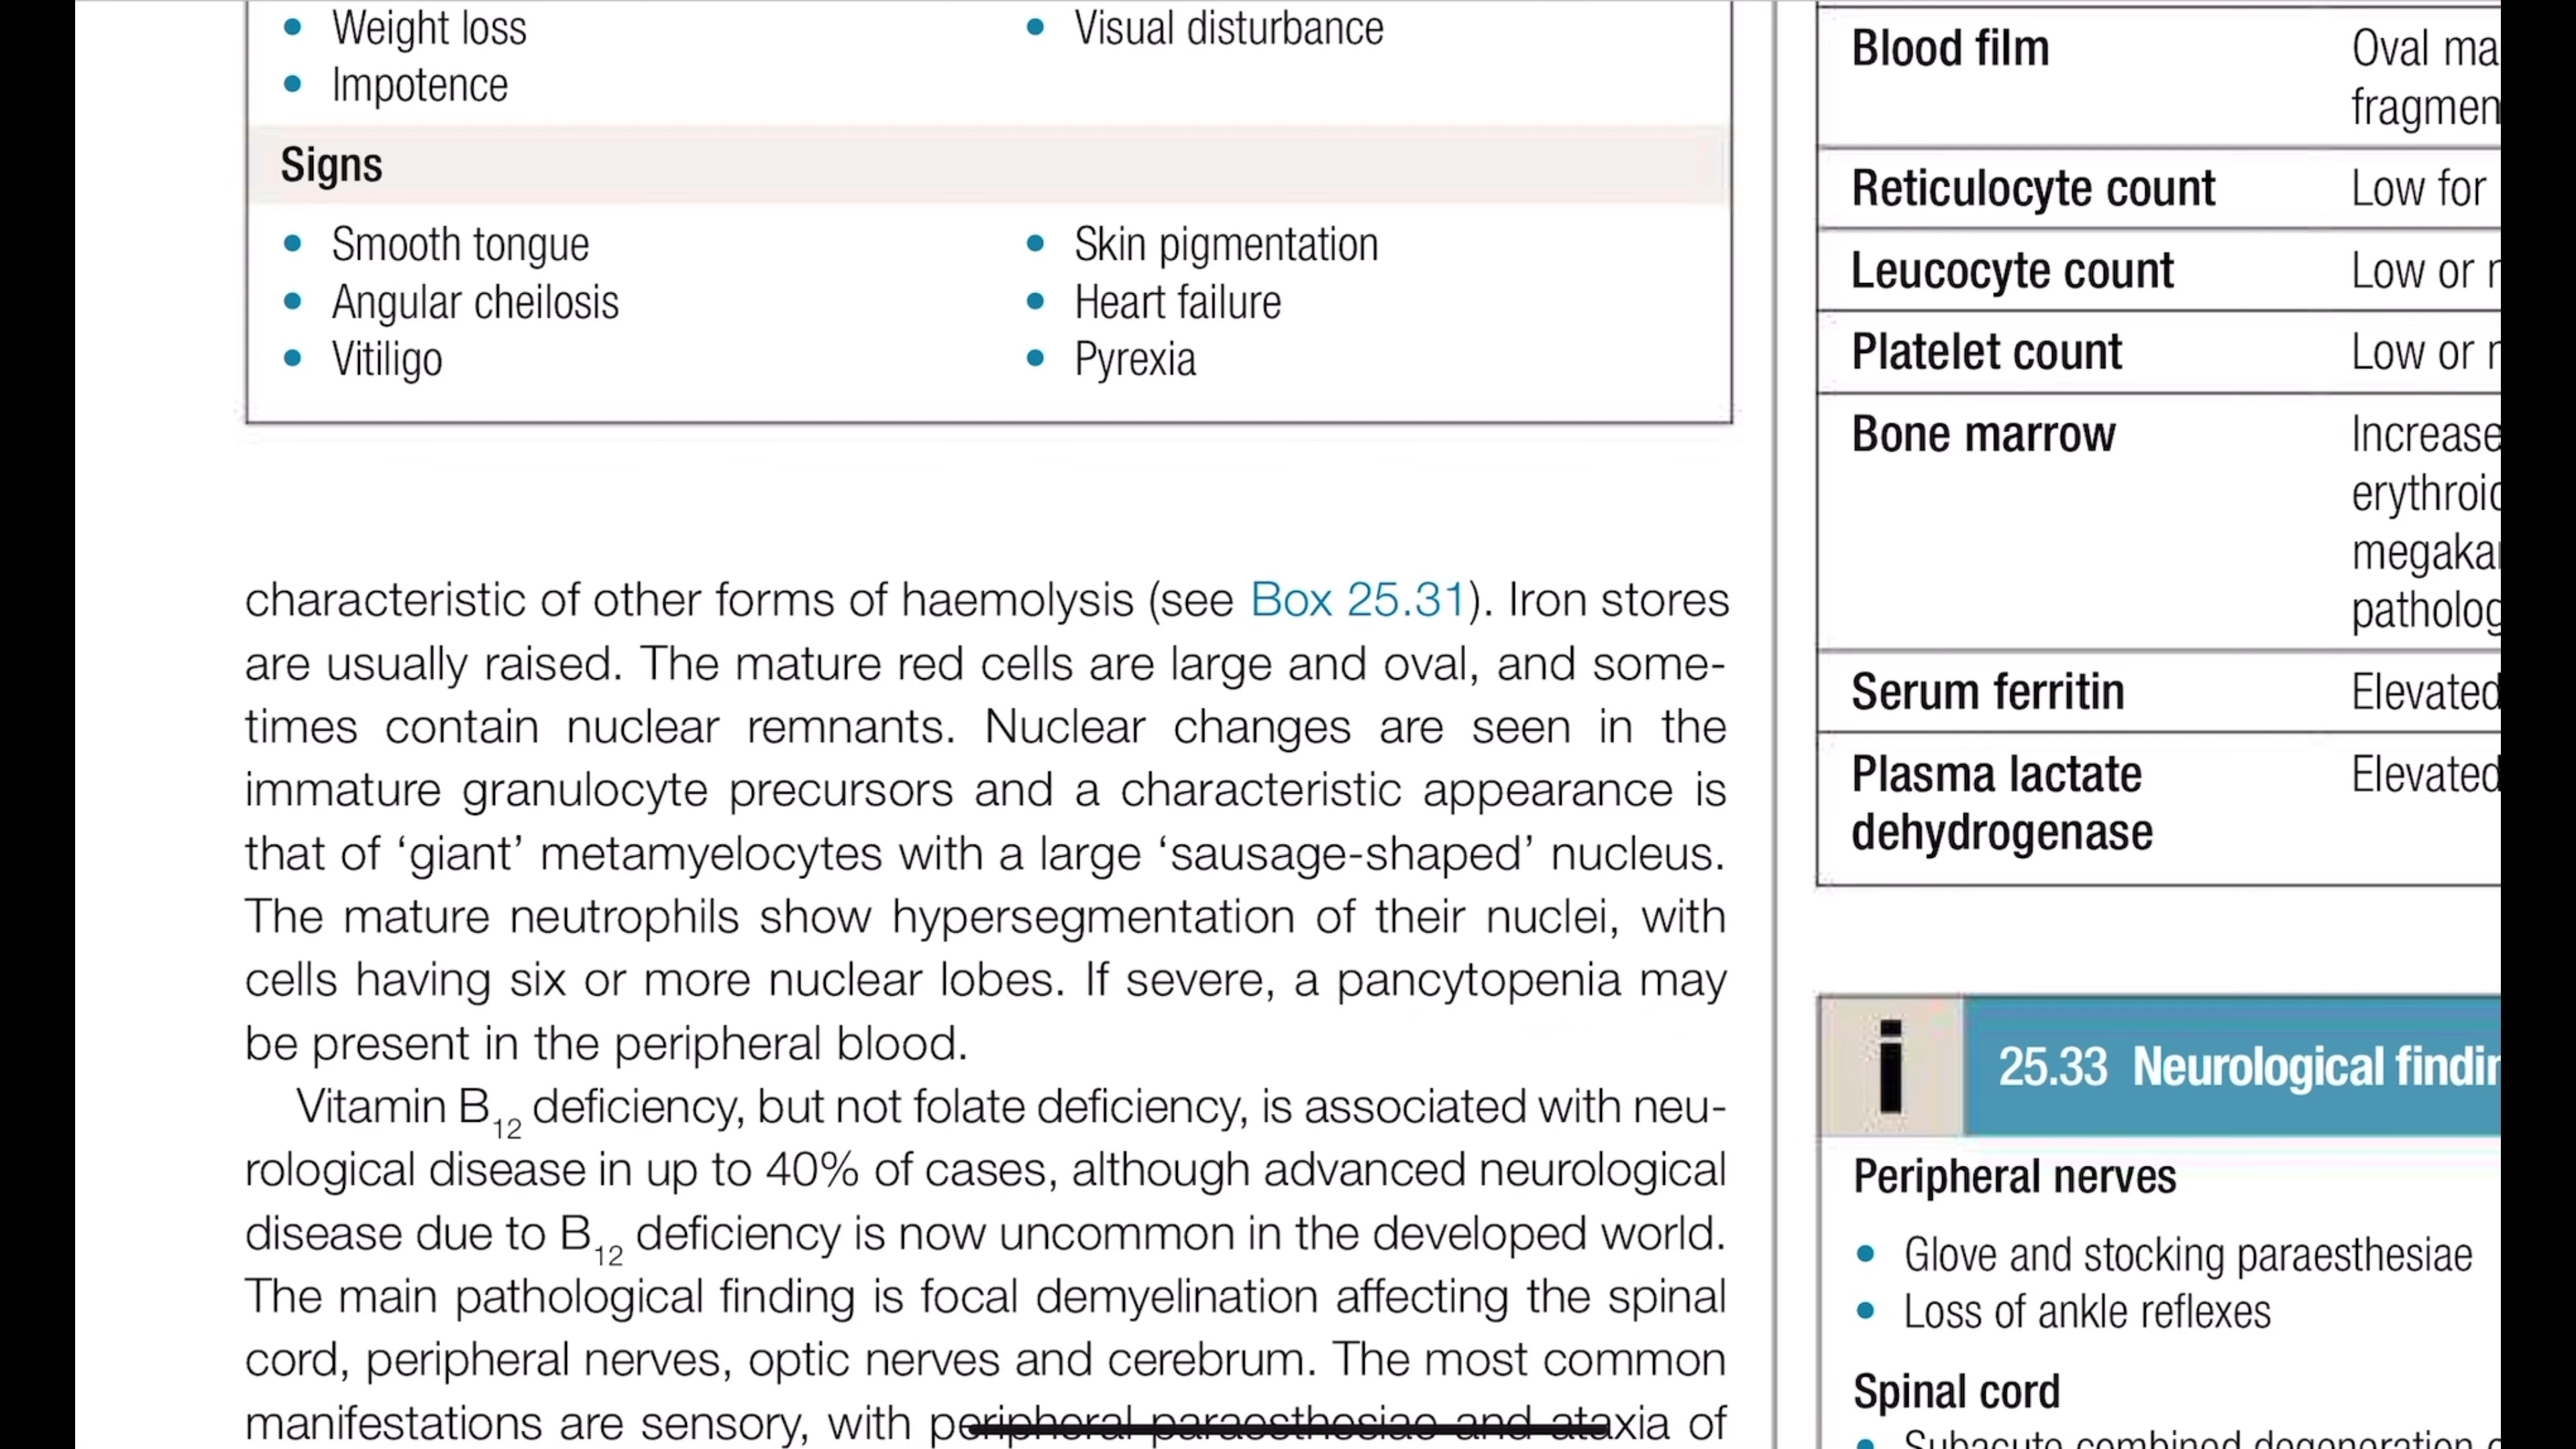 Weight loss
Impotence
Visual disturbance
Signs
Smooth tongue
Angular cheilosis
Vitiligo
Skin pigmentation
Heart failure
Pyrexia
characteristic of other forms of haemolysis (see Box 25.31). Iron stores
are usually raised. The mature red cells are large and oval, and some-
times contain nuclear remnants. Nuclear changes are seen in the
immature granulocyte precursors and a characteristic appearance is
that of ‘giant’ metamyelocytes with a large ‘sausage-shaped’ nucleus.
The mature neutrophils show hypersegmentation of their nuclei, with
cells having six or more nuclear lobes. If severe, a pancytopenia may
be present in the peripheral blood.
Vitamin B12 deficiency, but not folate deficiency, is associated with neu-
rological disease in up to 40% of cases, although advanced neurological
disease due to B12 deficiency is now uncommon in the developed world.
The main pathological finding is focal demyelination affecting the spinal
cord, peripheral nerves, optic nerves and cerebrum. The most common
manifestations are sensory, with peripheral paraesthesiae and ataxia of
Blood film Oval ma
fragmen
Reticulocyte count Low for
Leucocyte count Low or
Platelet count Low or
Bone marrow Increase
erythroid
megaka
patholog
Serum ferritin Elevated
Plasma lactate Elevated
dehydrogenase
i 25.33 Neurological findin
Peripheral nerves
Glove and stocking paraesthesiae
Loss of ankle reflexes
Spinal cord
Subacute combined degeneration